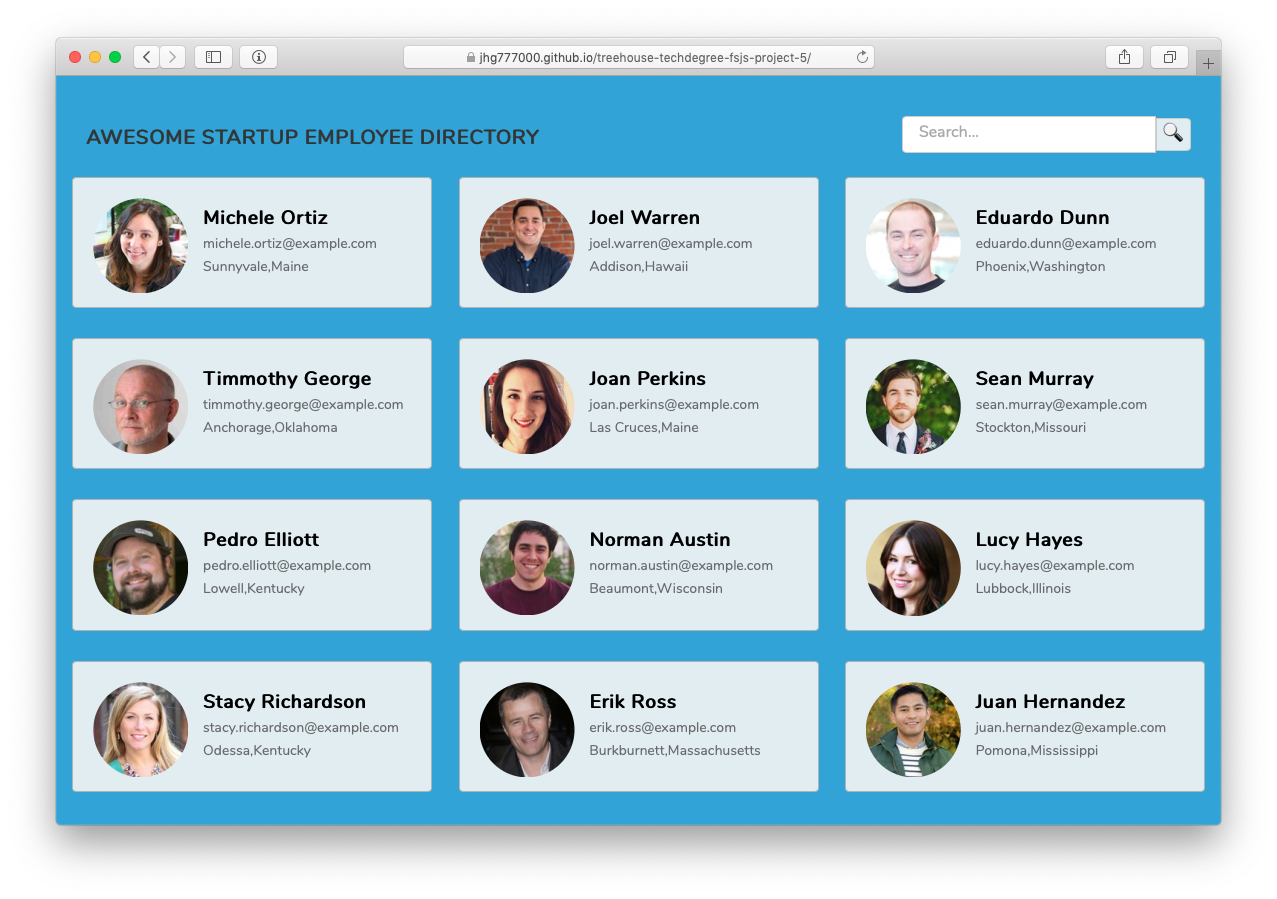 jhg777000.github.io/treehouse-techdegree-fsjs-project-5/
AWESOME STARTUP EMPLOYEE DIRECTORY
Search...
Michele Ortiz
michele.ortiz@example.com
Sunnyvale,Maine
Joel Warren
joel.warren@example.com
Addison,Hawaii
Eduardo Dunn
eduardo.dunn@example.com
Phoenix,Washington
Timmothy George
timmothy.george@example.com
Anchorage,Oklahoma
Joan Perkins
joan.perkins@example.com
Las Cruces,Maine
Sean Murray
sean.murray@example.com
Stockton,Missouri
Pedro Elliott
pedro.elliott@example.com
Lowell,Kentucky
Norman Austin
norman.austin@example.com
Beaumont,Wisconsin
Lucy Hayes
lucy.hayes@example.com
Lubbock,Illinois
Stacy Richardson
stacy.richardson@example.com
Odessa,Kentucky
Erik Ross
erik.ross@example.com
Burkburnett,Massachusetts
Juan Hernandez
juan.hernandez@example.com
Pomona,Mississippi